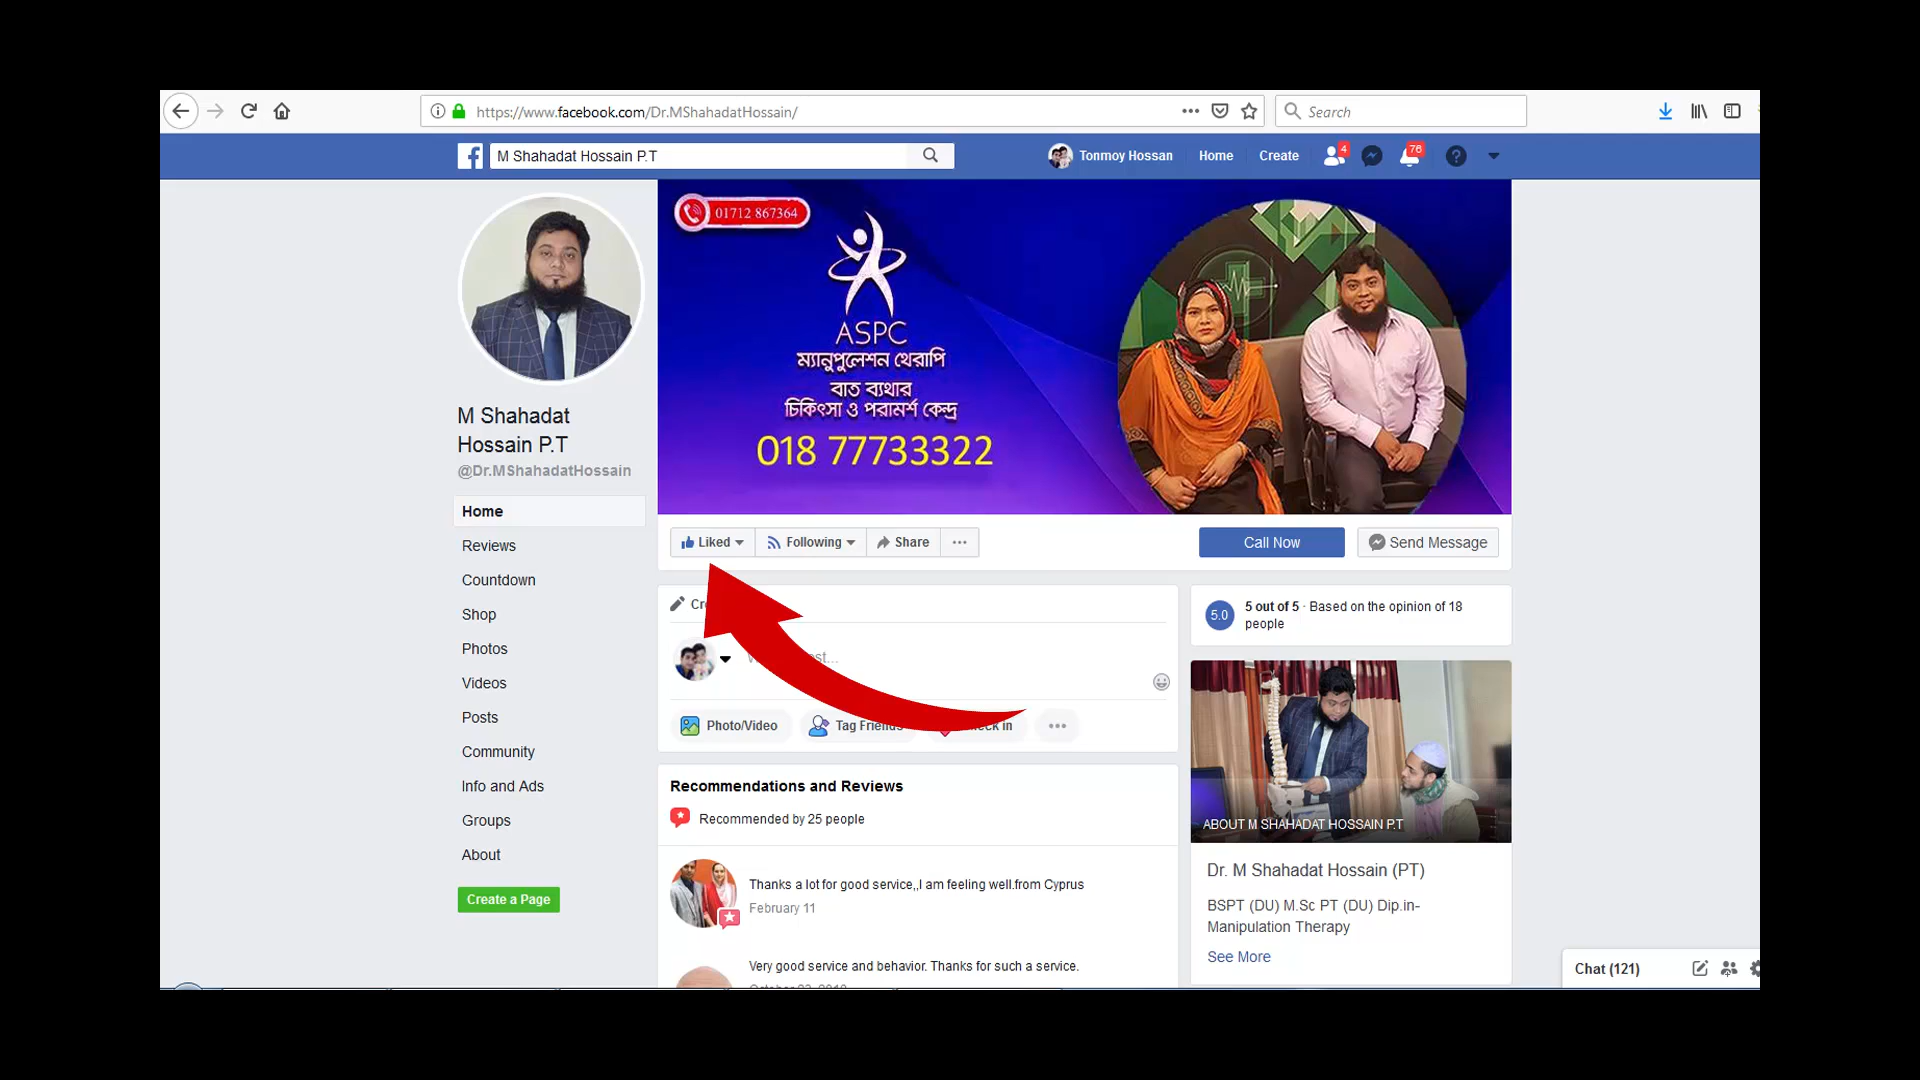 https://www.facebook.com/Dr.MShahadatHossain/
Search
M Shahadat Hossain P.T
Tonmoy Hossan
Home
Create
4
76
01712 867364
ASPC
ম্যানুপুলেশন থেরাপি
বাত ব্যথার
চিকিৎসা ও পরামর্শ কেন্দ্র
018 77733322
M Shahadat
Hossain P.T
@Dr.MShahadatHossain
Home
Reviews
Countdown
Shop
Photos
Videos
Posts
Community
Info and Ads
Groups
About
Create a Page
Liked
Following
Share
Call Now
Send Message
Photo/Video
Tag Friends
in
Recommendations and Reviews
Recommended by 25 people
Thanks a lot for good service,,I am feeling well.from Cyprus
February 11
Very good service and behavior. Thanks for such a service.
5.0
5 out of 5 · Based on the opinion of 18
people
ABOUT M SHAHADAT HOSSAIN P.T
Dr. M Shahadat Hossain (PT)
BSPT (DU) M.Sc PT (DU) Dip.in-
Manipulation Therapy
See More
Chat (121)